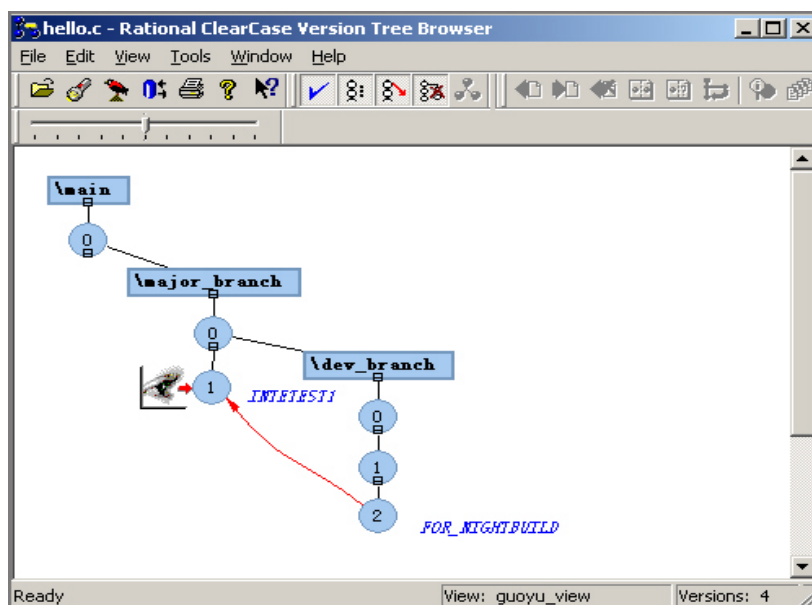 hello.c - Rational ClearCase Version Tree Browser
File Edit View Tools Window Help
\main
0
\major_branch
0
\dev_branch
1
INTETEST1
0
1
2
FOR_NIGHTBUILD
Ready
View: guoyu_view
Versions: 4